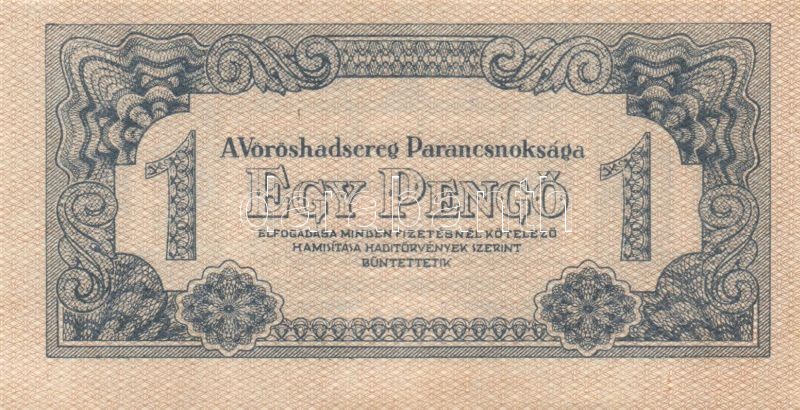 A Vöröshadsereg Parancsnoksága
1 EGY PENGŐ 1
ELFOGADÁSA MINDEN FIZETÉSNÉL KÖTELEZŐ
HAMISÍTÁSA HADITÖRVÉNYEK SZERINT
BÜNTETTETIK